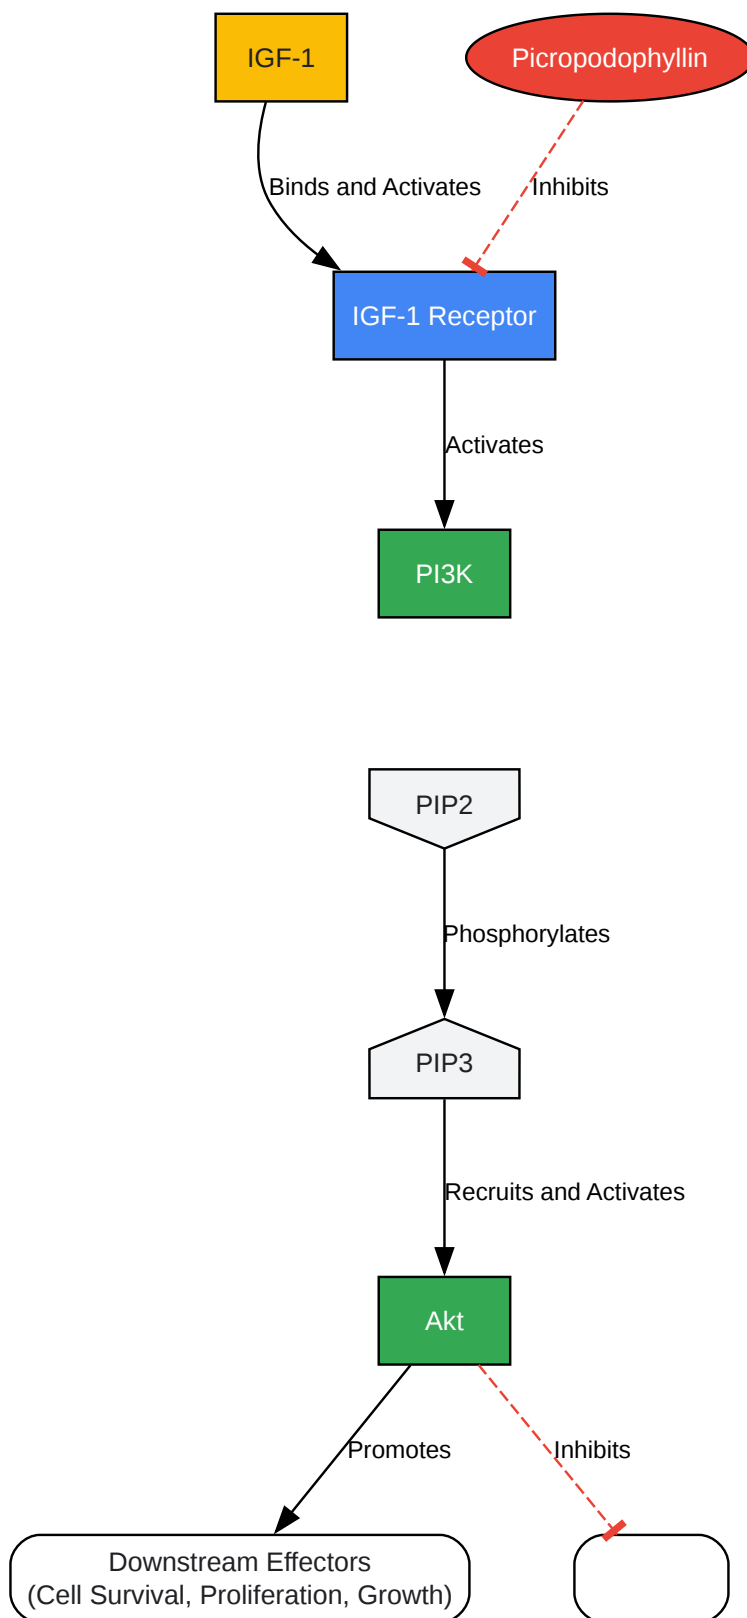 IGF-1
Picropodophyllin
Binds and Activates
Inhibits
IGF-1 Receptor
Activates
PI3K
PIP2
Phosphorylates
PIP3
Recruits and Activates
Akt
Promotes
Inhibits
Downstream Effectors
(Cell Survival, Proliferation, Growth)